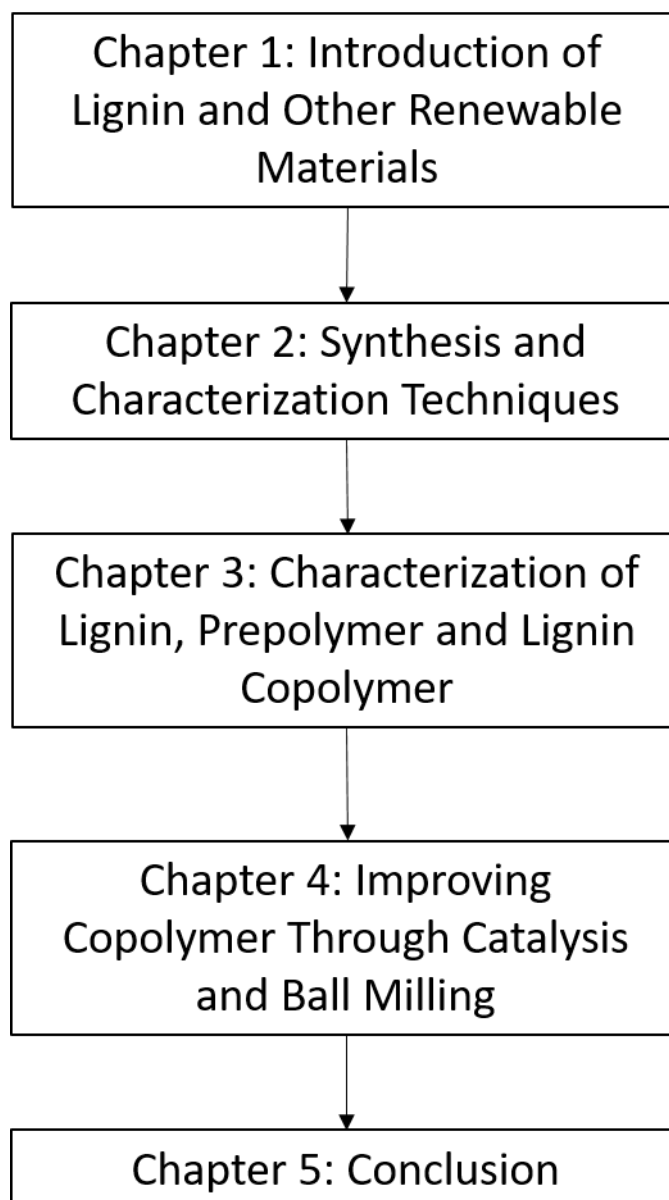 Chapter 1: Introduction of
Lignin and Other Renewable
Materials
Chapter 2: Synthesis and
Characterization Techniques
Chapter 3: Characterization of
Lignin, Prepolymer and Lignin
Copolymer
Chapter 4: Improving
Copolymer Through Catalysis
and Ball Milling
Chapter 5: Conclusion